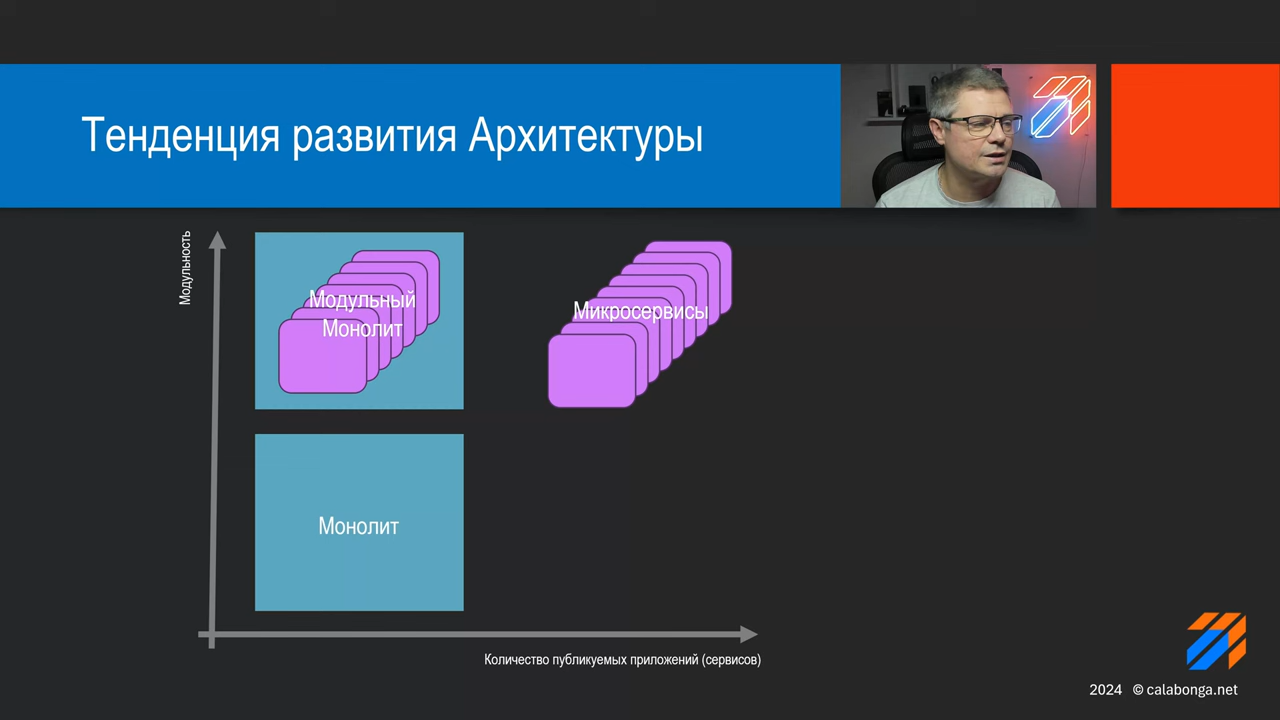 Тенденция развития Архитектуры
Модульность
Модульный
Монолит
Микросервисы
Монолит
Количество публикуемых приложений (сервисов)
2024 © calabonga.net